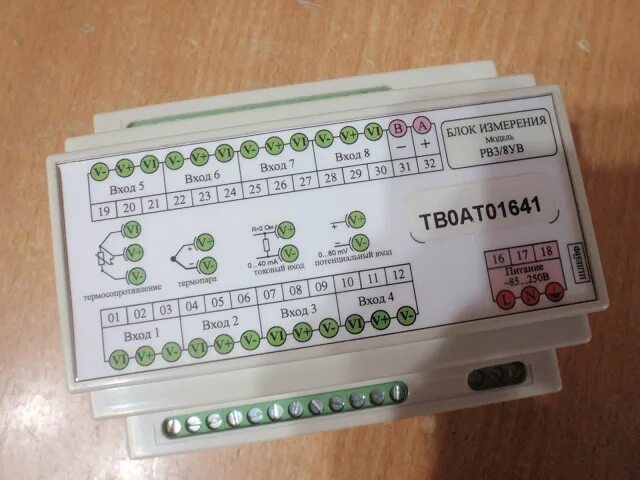 V- V+ VI V- V+ VI V- V+ VI V- V+ VI B A
Вход 5 Вход 6 Вход 7 Вход 8 − +
19 20 21 22 23 24 25 26 27 28 29 30 31 32
БЛОК ИЗМЕРЕНИЯ
МОДЕЛЬ
РВ3/8УВ
TB0AT01641
VI
V+
V-
термосопротивление
V+
V-
термопара
R=2 Ом
V+
V-
0...40 mA
токовый вход
+ V+
− V-
0...80 mV
потенциальный вход
16 17 18
Питание
~85...250В
L N
ШЛЕЙФ
01 02 03 04 05 06 07 08 09 10 11 12
Вход 1 Вход 2 Вход 3 Вход 4
VI V+ V- VI V+ V- VI V+ V- VI V+ V-